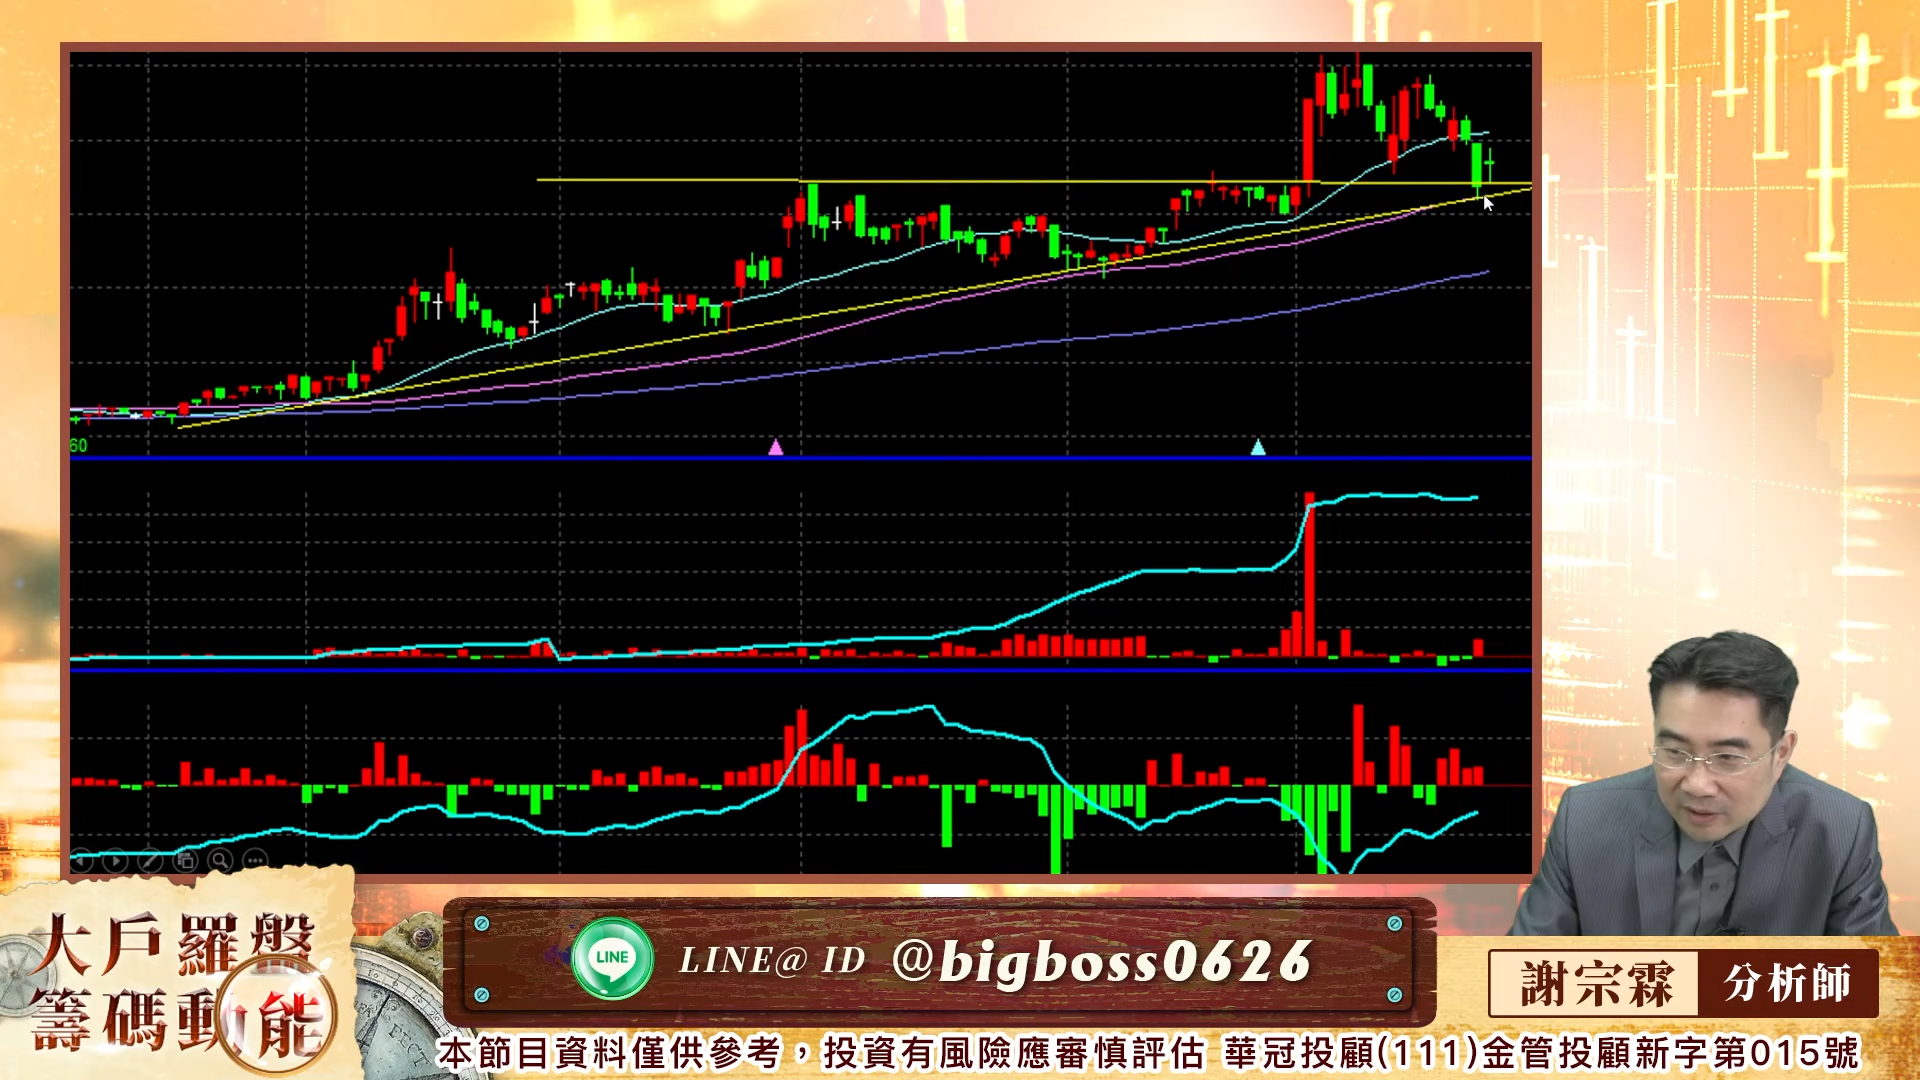 60
大戶羅盤
籌碼動能
LINE
LINE@ ID @bigboss0626
謝宗霖 分析師
本節目資料僅供參考，投資有風險應審慎評估 華冠投顧(111)金管投顧新字第015號